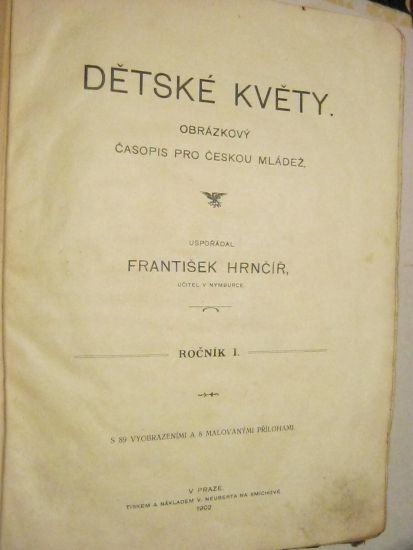 DĚTSKÉ KVĚTY.
OBRÁZKOVÝ
ČASOPIS PRO ČESKOU MLÁDEŽ.
USPOŘÁDAL
FRANTIŠEK HRNČÍŘ,
UČITEL V NYMBURCE
ROČNÍK I.
S 89 VYOBRAZENÍMI A 8 MALOVANÝMI PŘÍLOHAMI.
V PRAZE.
TISKEM A NÁKLADEM V. NEUBERTA NA SMÍCHOVĚ
1902